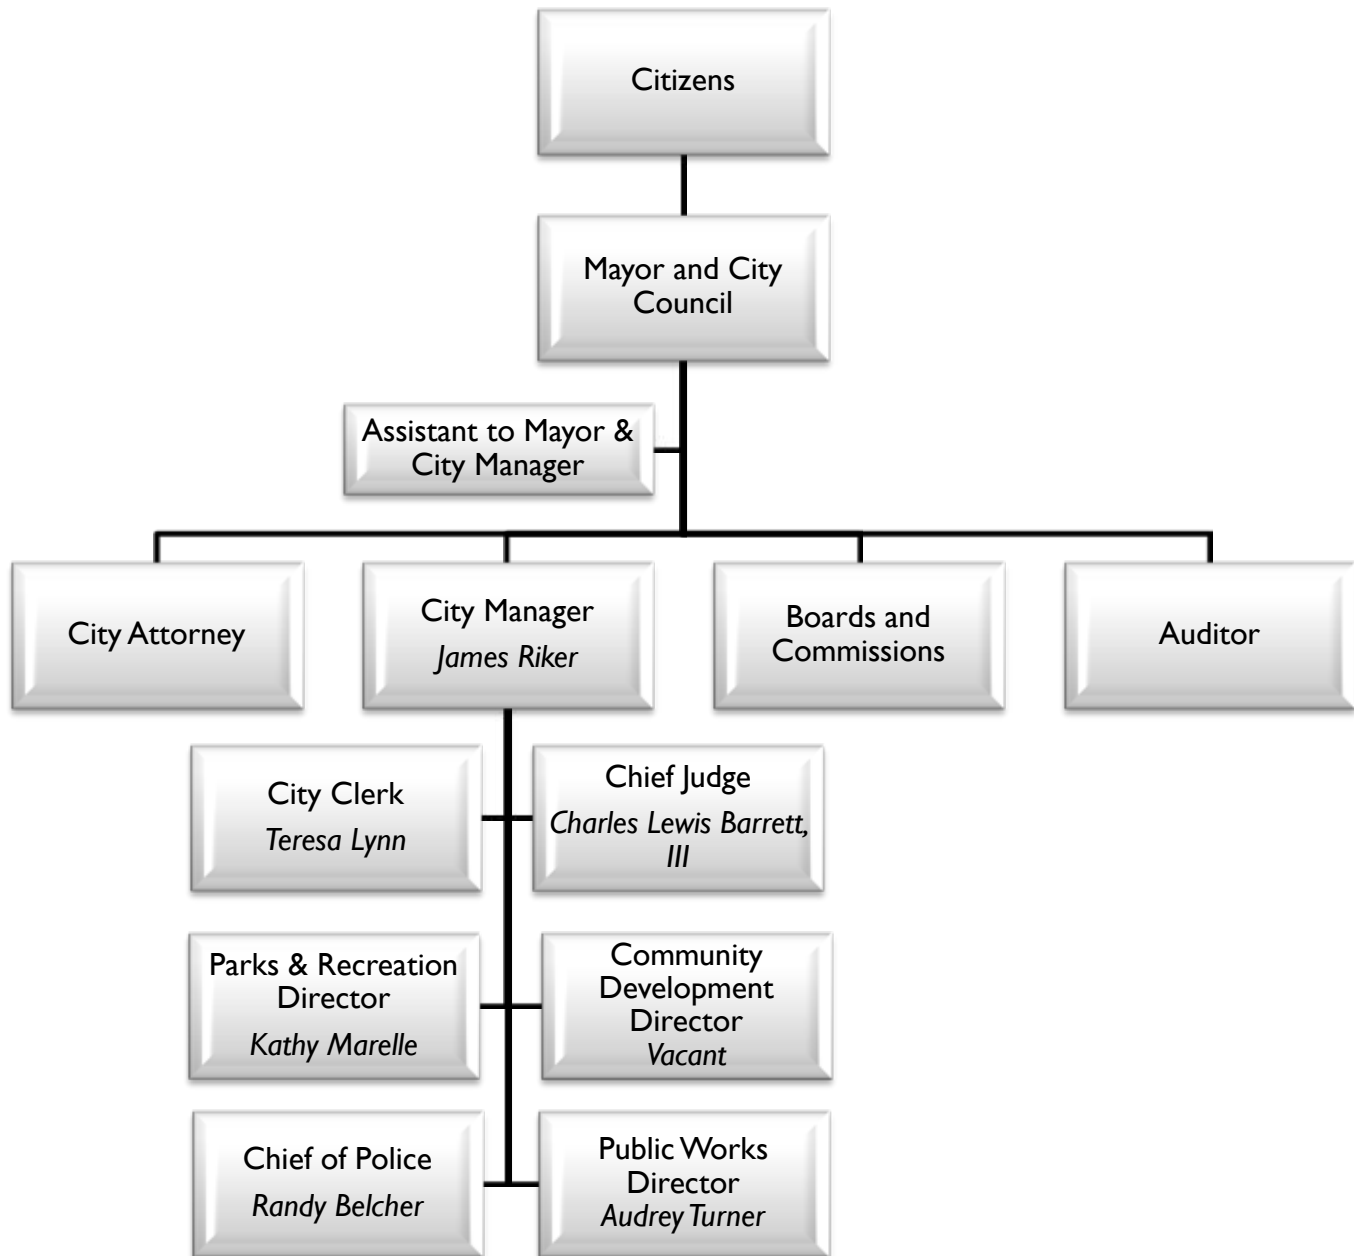 Citizens
Mayor and City
Council
Assistant to Mayor &
City Manager
City Attorney
City Manager
James Riker
Boards and
Commissions
Auditor
City Clerk
Teresa Lynn
Chief Judge
Charles Lewis Barrett,
III
Parks & Recreation
Director
Kathy Marelle
Community
Development
Director
Vacant
Chief of Police
Randy Belcher
Public Works
Director
Audrey Turner